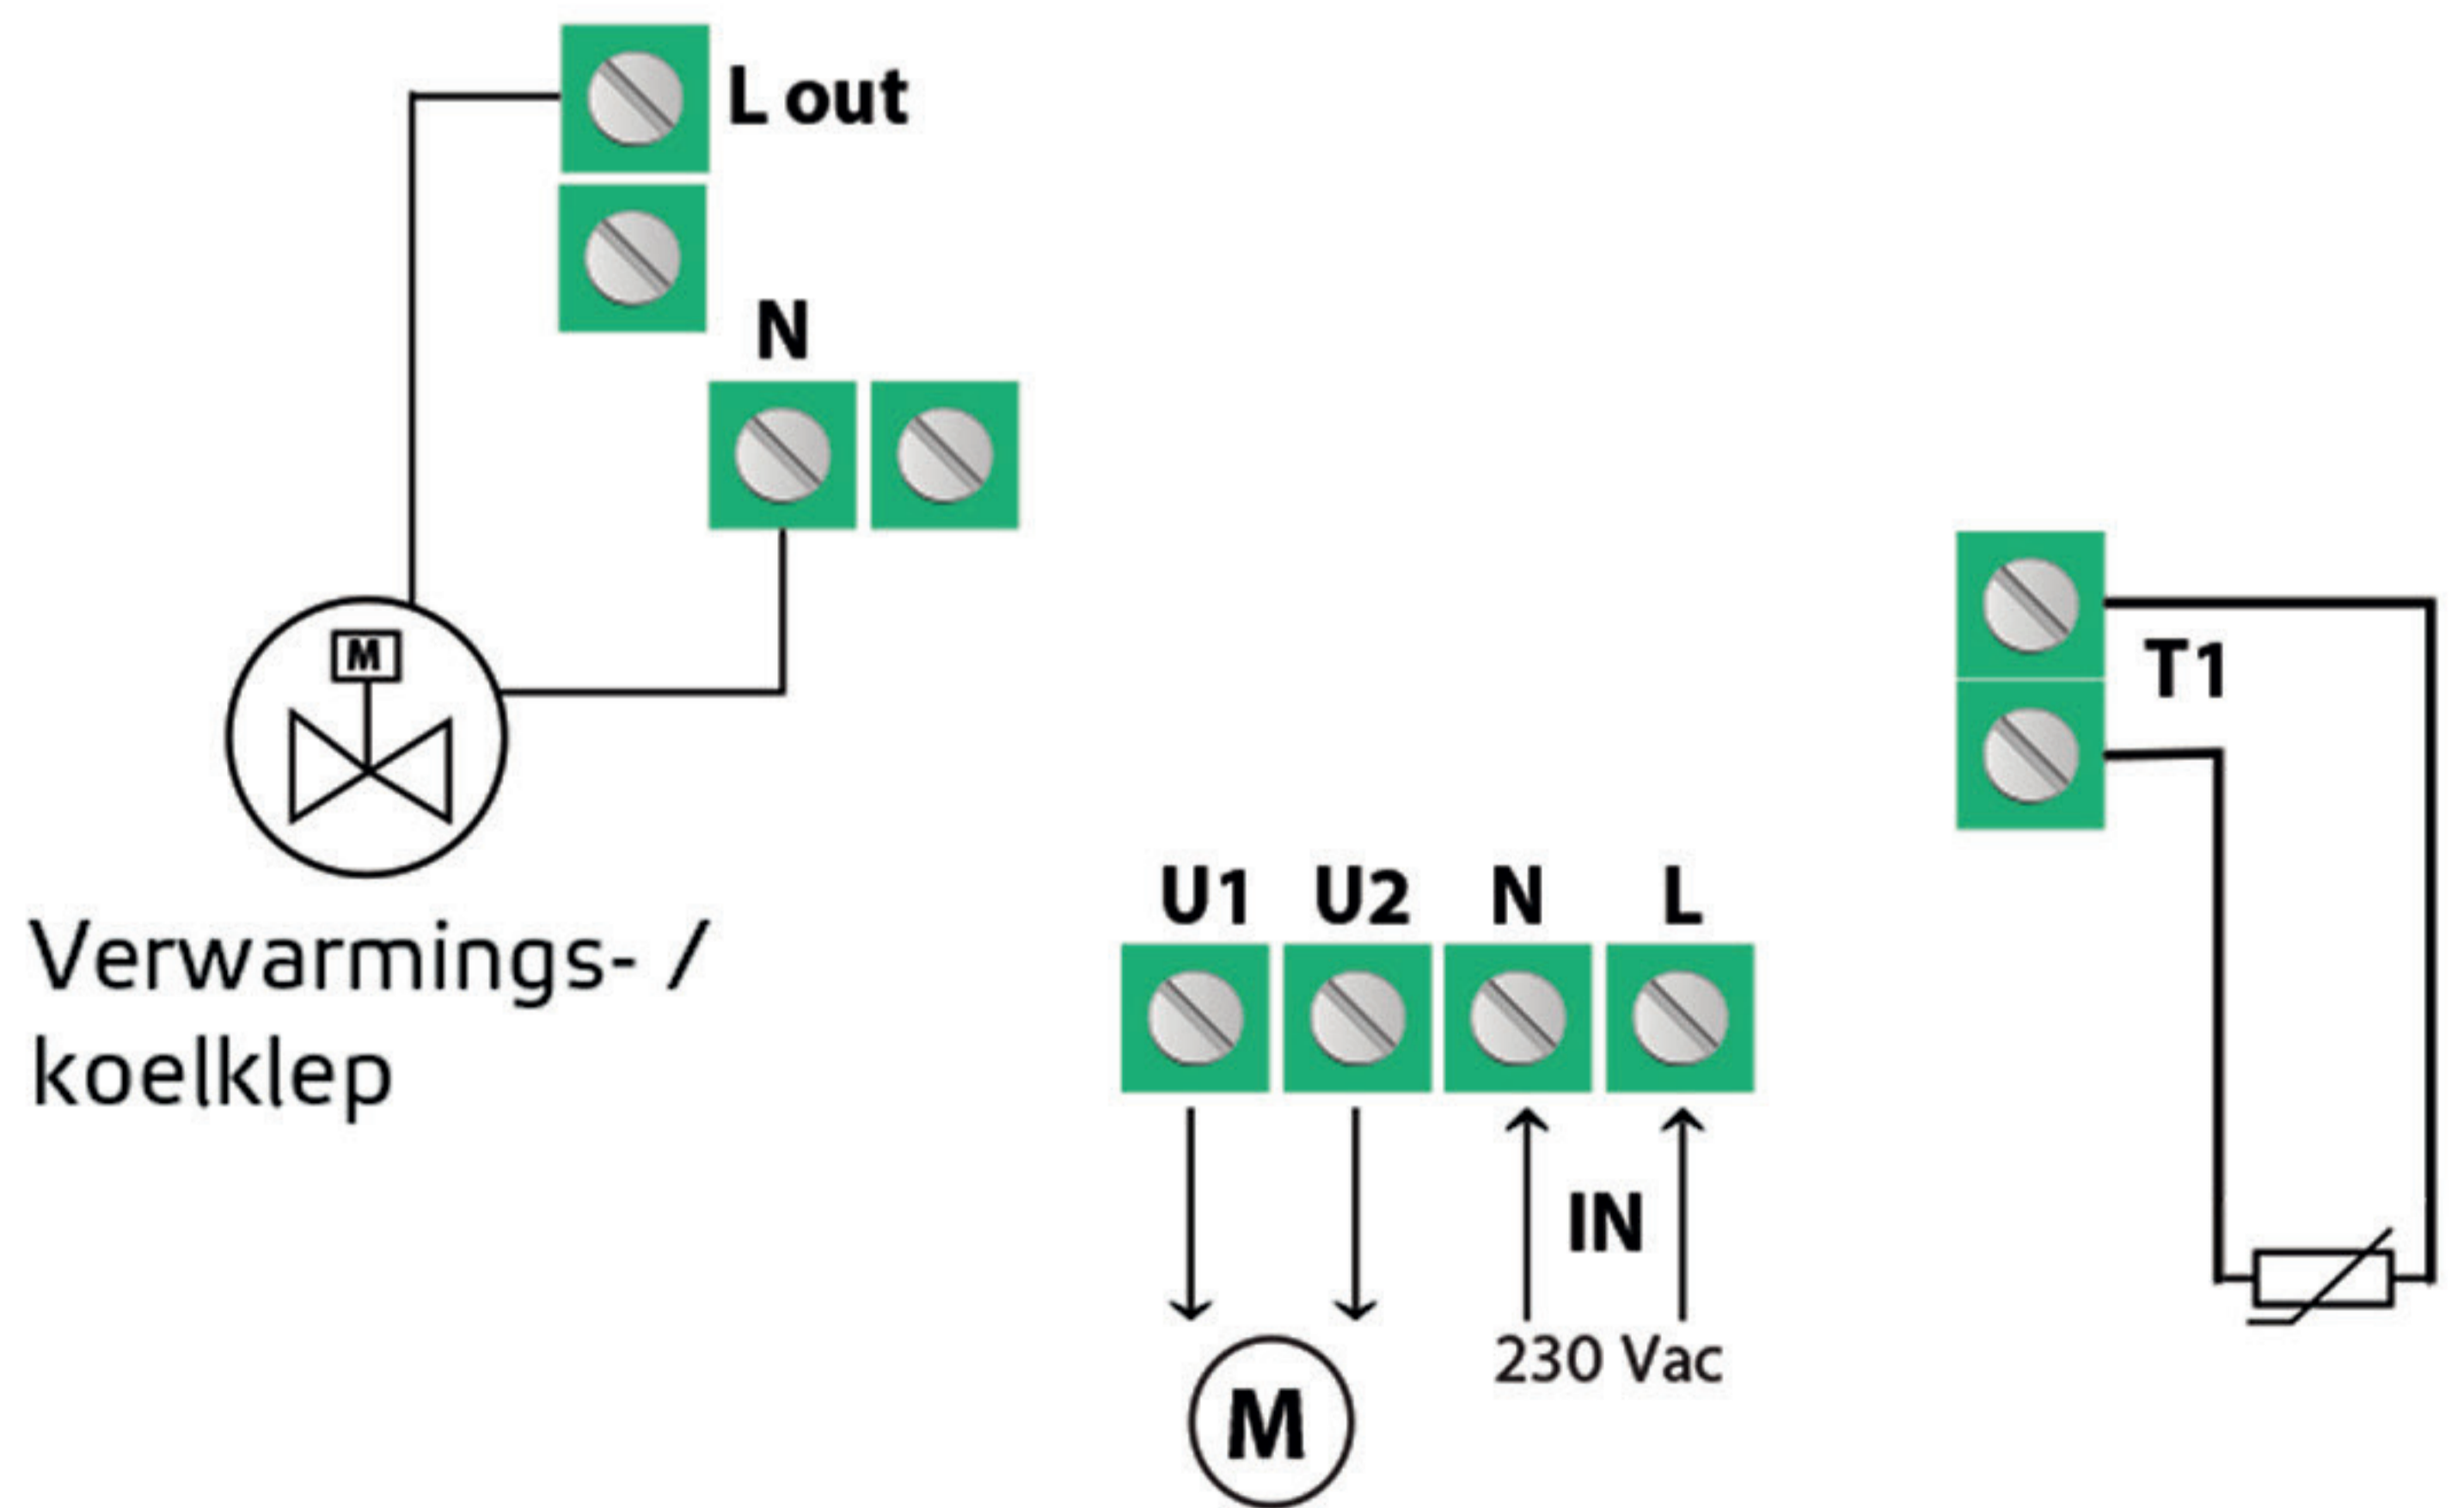 L out
N
M
Verwarmings- /
koelklep
T1
U1 U2 N L
IN
230 Vac
M